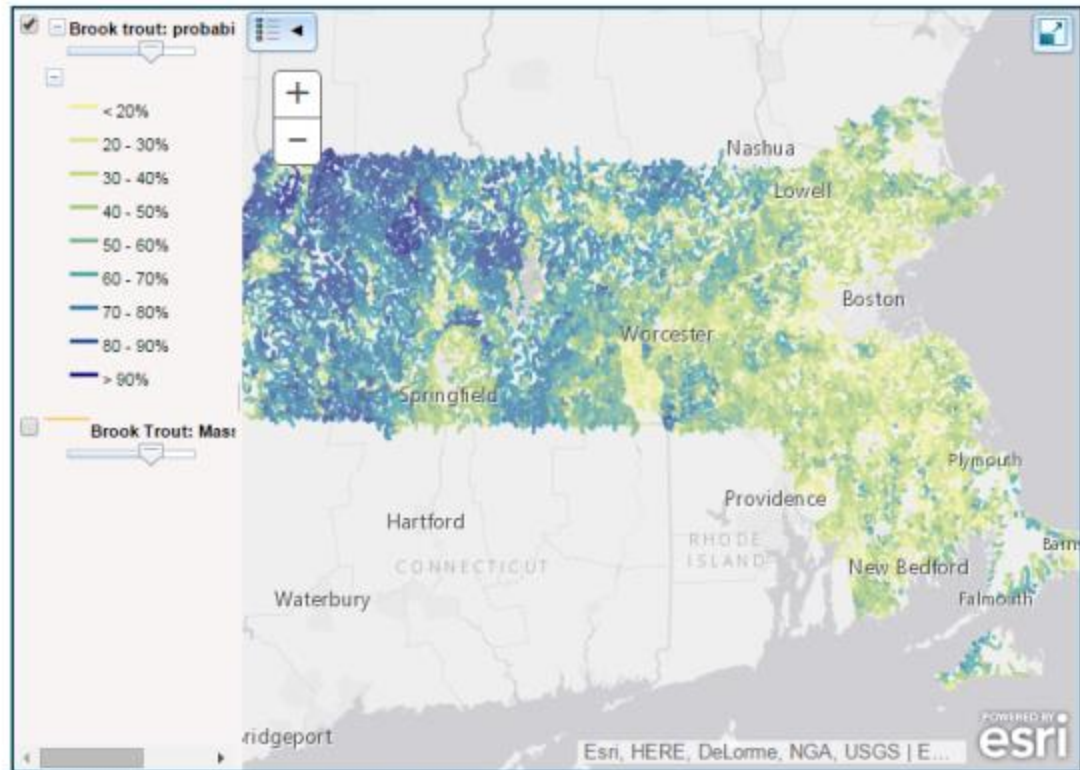 Brook trout: probabi
< 20%
20 - 30%
30 - 40%
40 - 50%
50 - 60%
60 - 70%
70 - 80%
80 - 90%
> 90%
Brook Trout: Mas
+
−
Nashua
Lowell
Boston
Worcester
Springfield
Plymouth
Providence
Hartford
RHODE
ISLAND
CONNECTICUT
Barns
New Bedford
Waterbury
Falmouth
ridgeport
Esri, HERE, DeLorme, NGA, USGS | E...
POWERED BY
esri